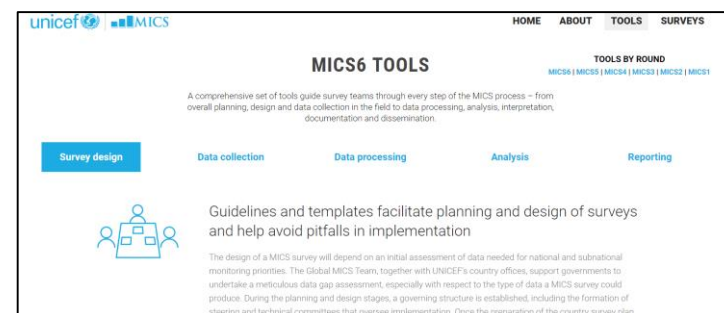 unicef MICS
HOME ABOUT TOOLS SURVEYS
MICS6 TOOLS
TOOLS BY ROUND
MICS6 | MICS5 | MICS4 | MICS3 | MICS2 | MICS1
A comprehensive set of tools guide survey teams through every step of the MICS process – from
overall planning, design and data collection in the field to data processing, analysis, interpretation,
documentation and dissemination.
Survey design Data collection Data processing Analysis Reporting
Guidelines and templates facilitate planning and design of surveys
and help avoid pitfalls in implementation
The design of a MICS survey will depend on an initial assessment of data needed for national and subnational
monitoring priorities. The Global MICS Team, together with UNICEF's country offices, support governments to
undertake a meticulous data gap assessment, especially with respect to the type of data a MICS survey could
produce. During the planning and design stages, a governing structure is established, including the formation of
steering and technical committees that oversee implementation. Once the preparation of the country survey plan